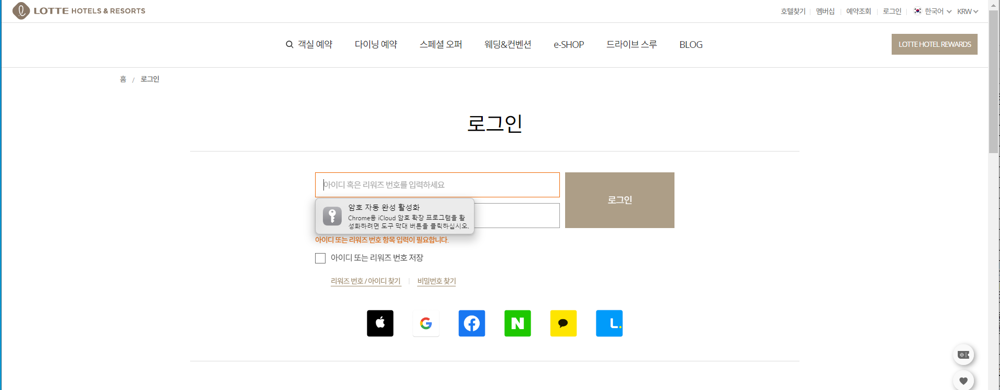 LOTTE HOTELS & RESORTS
호텔찾기 멤버십 예약조회 로그인 한국어 KRW
객실 예약 다이닝 예약 스페셜 오퍼 웨딩&컨벤션 e-SHOP 드라이브 스루 BLOG
LOTTE HOTEL REWARDS
홈 / 로그인
로그인
아이디 혹은 리워즈 번호를 입력하세요
로그인
암호 자동 완성 활성화
Chrome용 iCloud 암호 확장 프로그램을 활
성화하려면 도구 막대 버튼을 클릭하십시오.
아이디 또는 리워즈 번호 항목 입력이 필요합니다.
아이디 또는 리워즈 번호 저장
리워즈 번호 / 아이디 찾기 비밀번호 찾기
G N L.